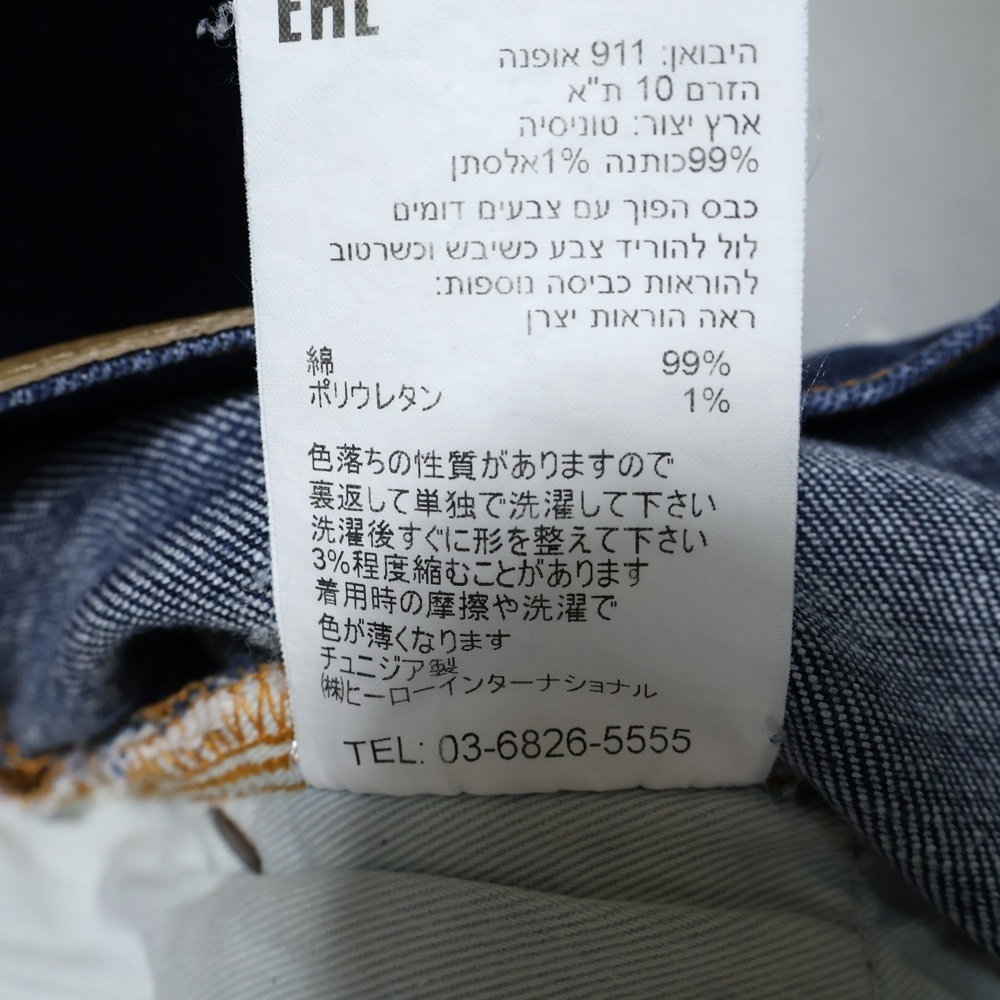 EAC
היבואן: 911 אופנה
הזרם 10 ת"א
ארץ יצור: טוניסיה
99%כותנה 1%אלסתן
כבס הפוך עם צבעים דומים
לול להוריד צבע כשיבש וכשרטוב
להוראות כביסה נוספות:
ראה הוראות יצרן
綿 99%
ポリウレタン 1%
色落ちの性質がありますので
裏返して単独で洗濯して下さい
洗濯後すぐに形を整えて下さい
3%程度縮むことがあります
着用時の摩擦や洗濯で
色が薄くなります
チュニジア製
㈱ヒーローインターナショナル
TEL: 03-6826-5555